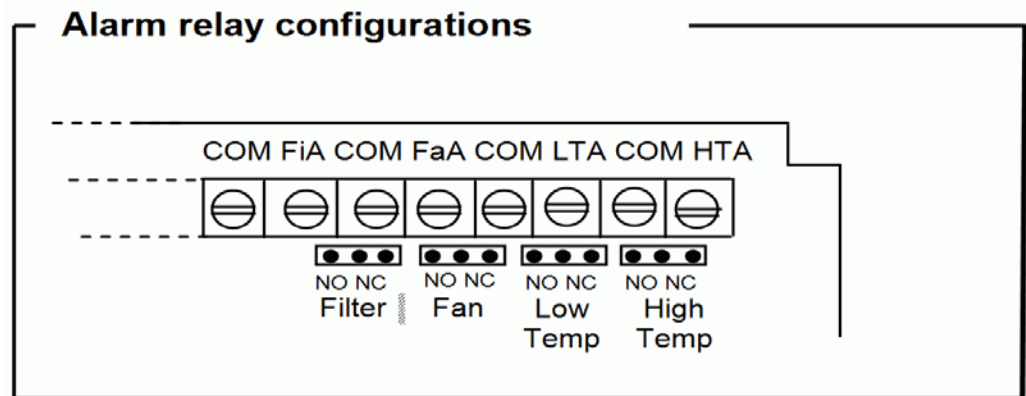 Alarm relay configurations
COM FiA COM FaA COM LTA COM HTA
NO NC NO NC NO NC NO NC
Filter Fan Low High
Temp Temp